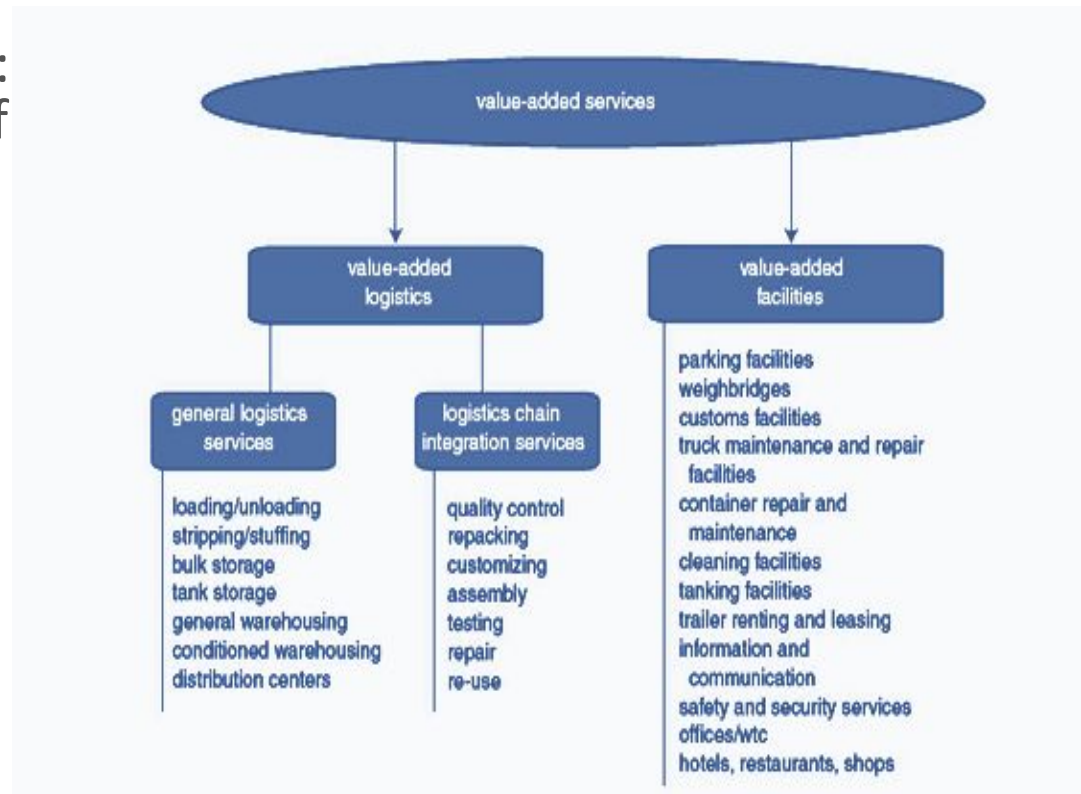 :
f
value-added services
value-added
logistics
value-added
facilities
general logistics
services
logistics chain
integration services
loading/unloading
stripping/stuffing
bulk storage
tank storage
general warehousing
conditioned warehousing
distribution centers
quality control
repacking
customizing
assembly
testing
repair
re-use
parking facilities
weighbridges
customs facilities
truck maintenance and repair
facilities
container repair and
maintenance
cleaning facilities
tanking facilities
trailer renting and leasing
information and
communication
safety and security services
offices/wtc
hotels, restaurants, shops